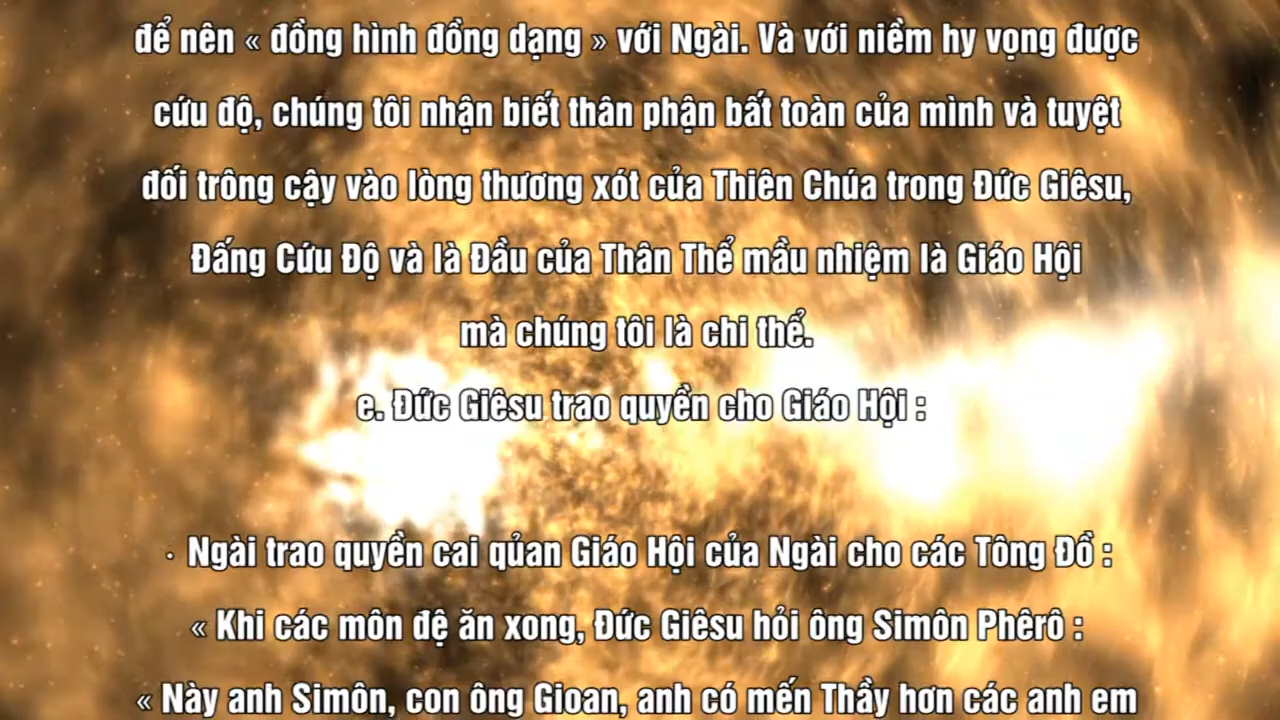 để nên « đồng hình đồng dạng » với Ngài. Và với niềm hy vọng được
cứu độ, chúng tôi nhận biết thân phận bất toàn của mình và tuyệt
đối trông cậy vào lòng thương xót của Thiên Chúa trong Đức Giêsu,
Đấng Cứu Độ và là Đầu của Thân Thể mầu nhiệm là Giáo Hội
mà chúng tôi là chi thể.
e. Đức Giêsu trao quyền cho Giáo Hội :
· Ngài trao quyền cai qủan Giáo Hội của Ngài cho các Tông Đồ :
« Khi các môn đệ ăn xong, Đức Giêsu hỏi ông Simôn Phêrô :
« Này anh Simôn, con ông Gioan, anh có mến Thầy hơn các anh em